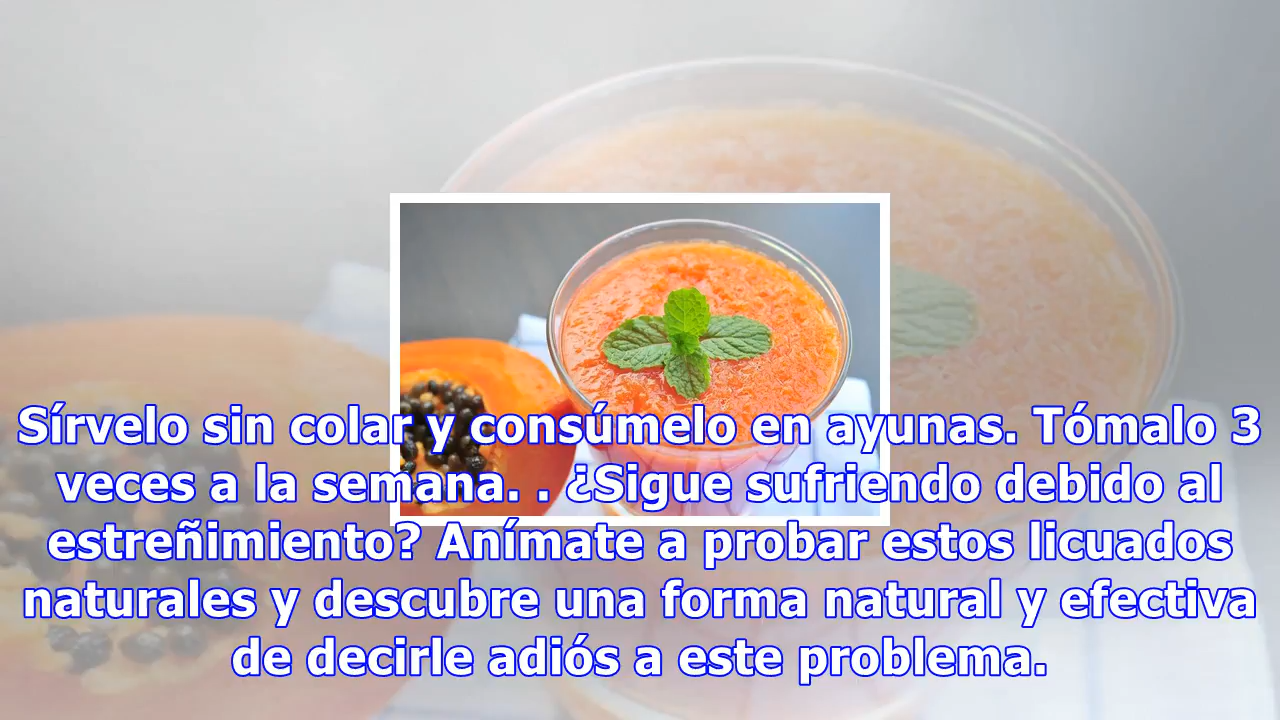 Sírvelo sin colar y consúmelo en ayunas. Tómalo 3
veces a la semana. . ¿Sigue sufriendo debido al
estreñimiento? Anímate a probar estos licuados
naturales y descubre una forma natural y efectiva
de decirle adiós a este problema.